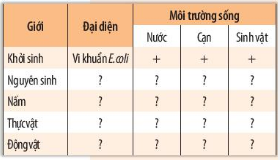 Giới Đại diện Môi trường sống
Nước Cạn Sinh vật
Khởi sinh Vi khuẩn E.coli + + +
Nguyên sinh ? ? ? ?
Nấm ? ? ? ?
Thực vật ? ? ? ?
Động vật ? ? ? ?